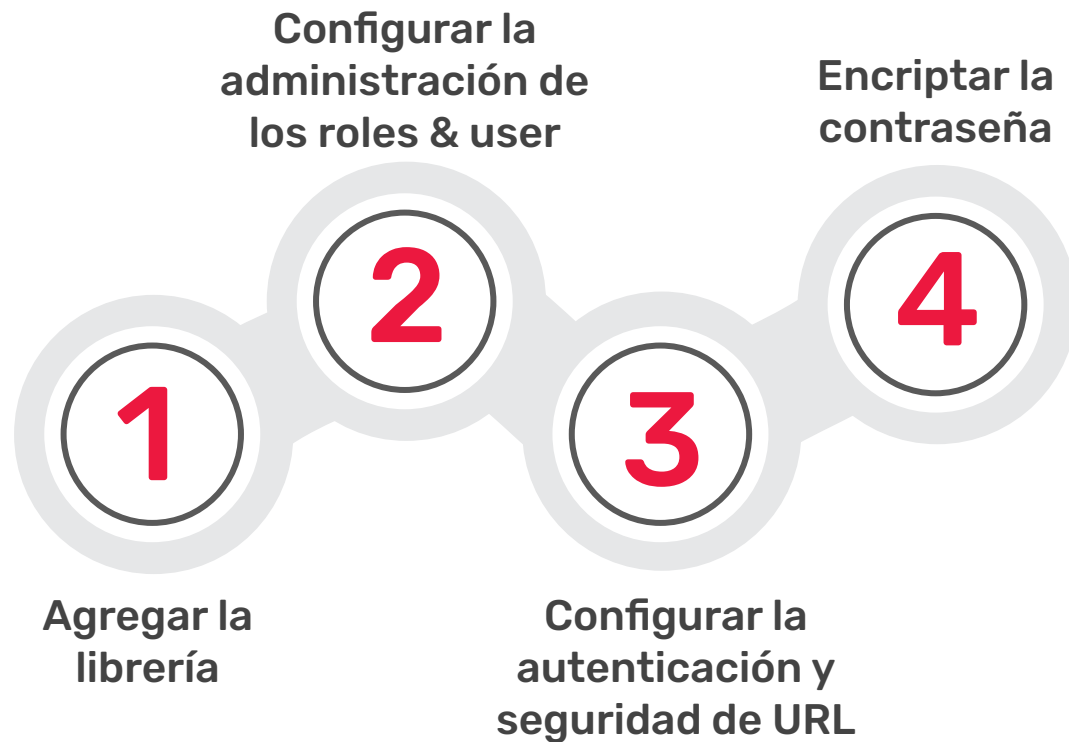 1
Agregar la
librería
2
Configurar la
administración de
los roles & user
3
Configurar la
autenticación y
seguridad de URL
4
Encriptar la
contraseña